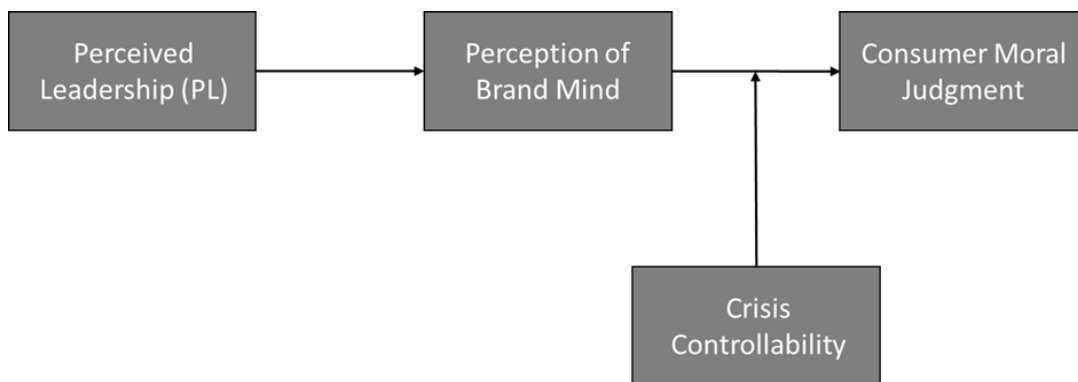 Perceived
Leadership (PL)
Perception of
Brand Mind
Consumer Moral
Judgment
Crisis
Controllability